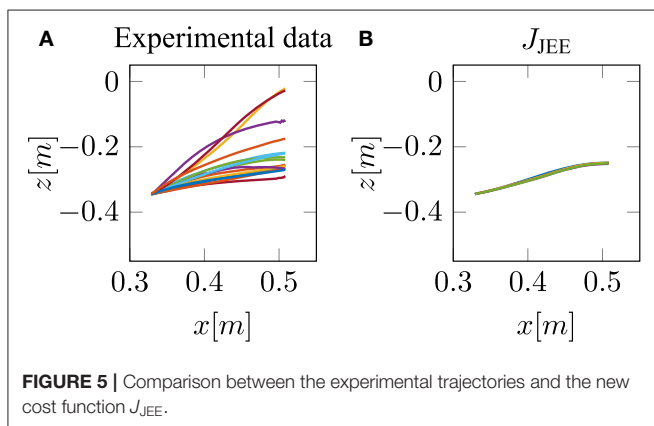 A Experimental data
B J_JEE
0
−0.2
−0.4
z[m]
0.3 0.4 0.5
x[m]
0
−0.2
−0.4
z[m]
0.3 0.4 0.5
x[m]
FIGURE 5 | Comparison between the experimental trajectories and the new
cost function J_JEE.